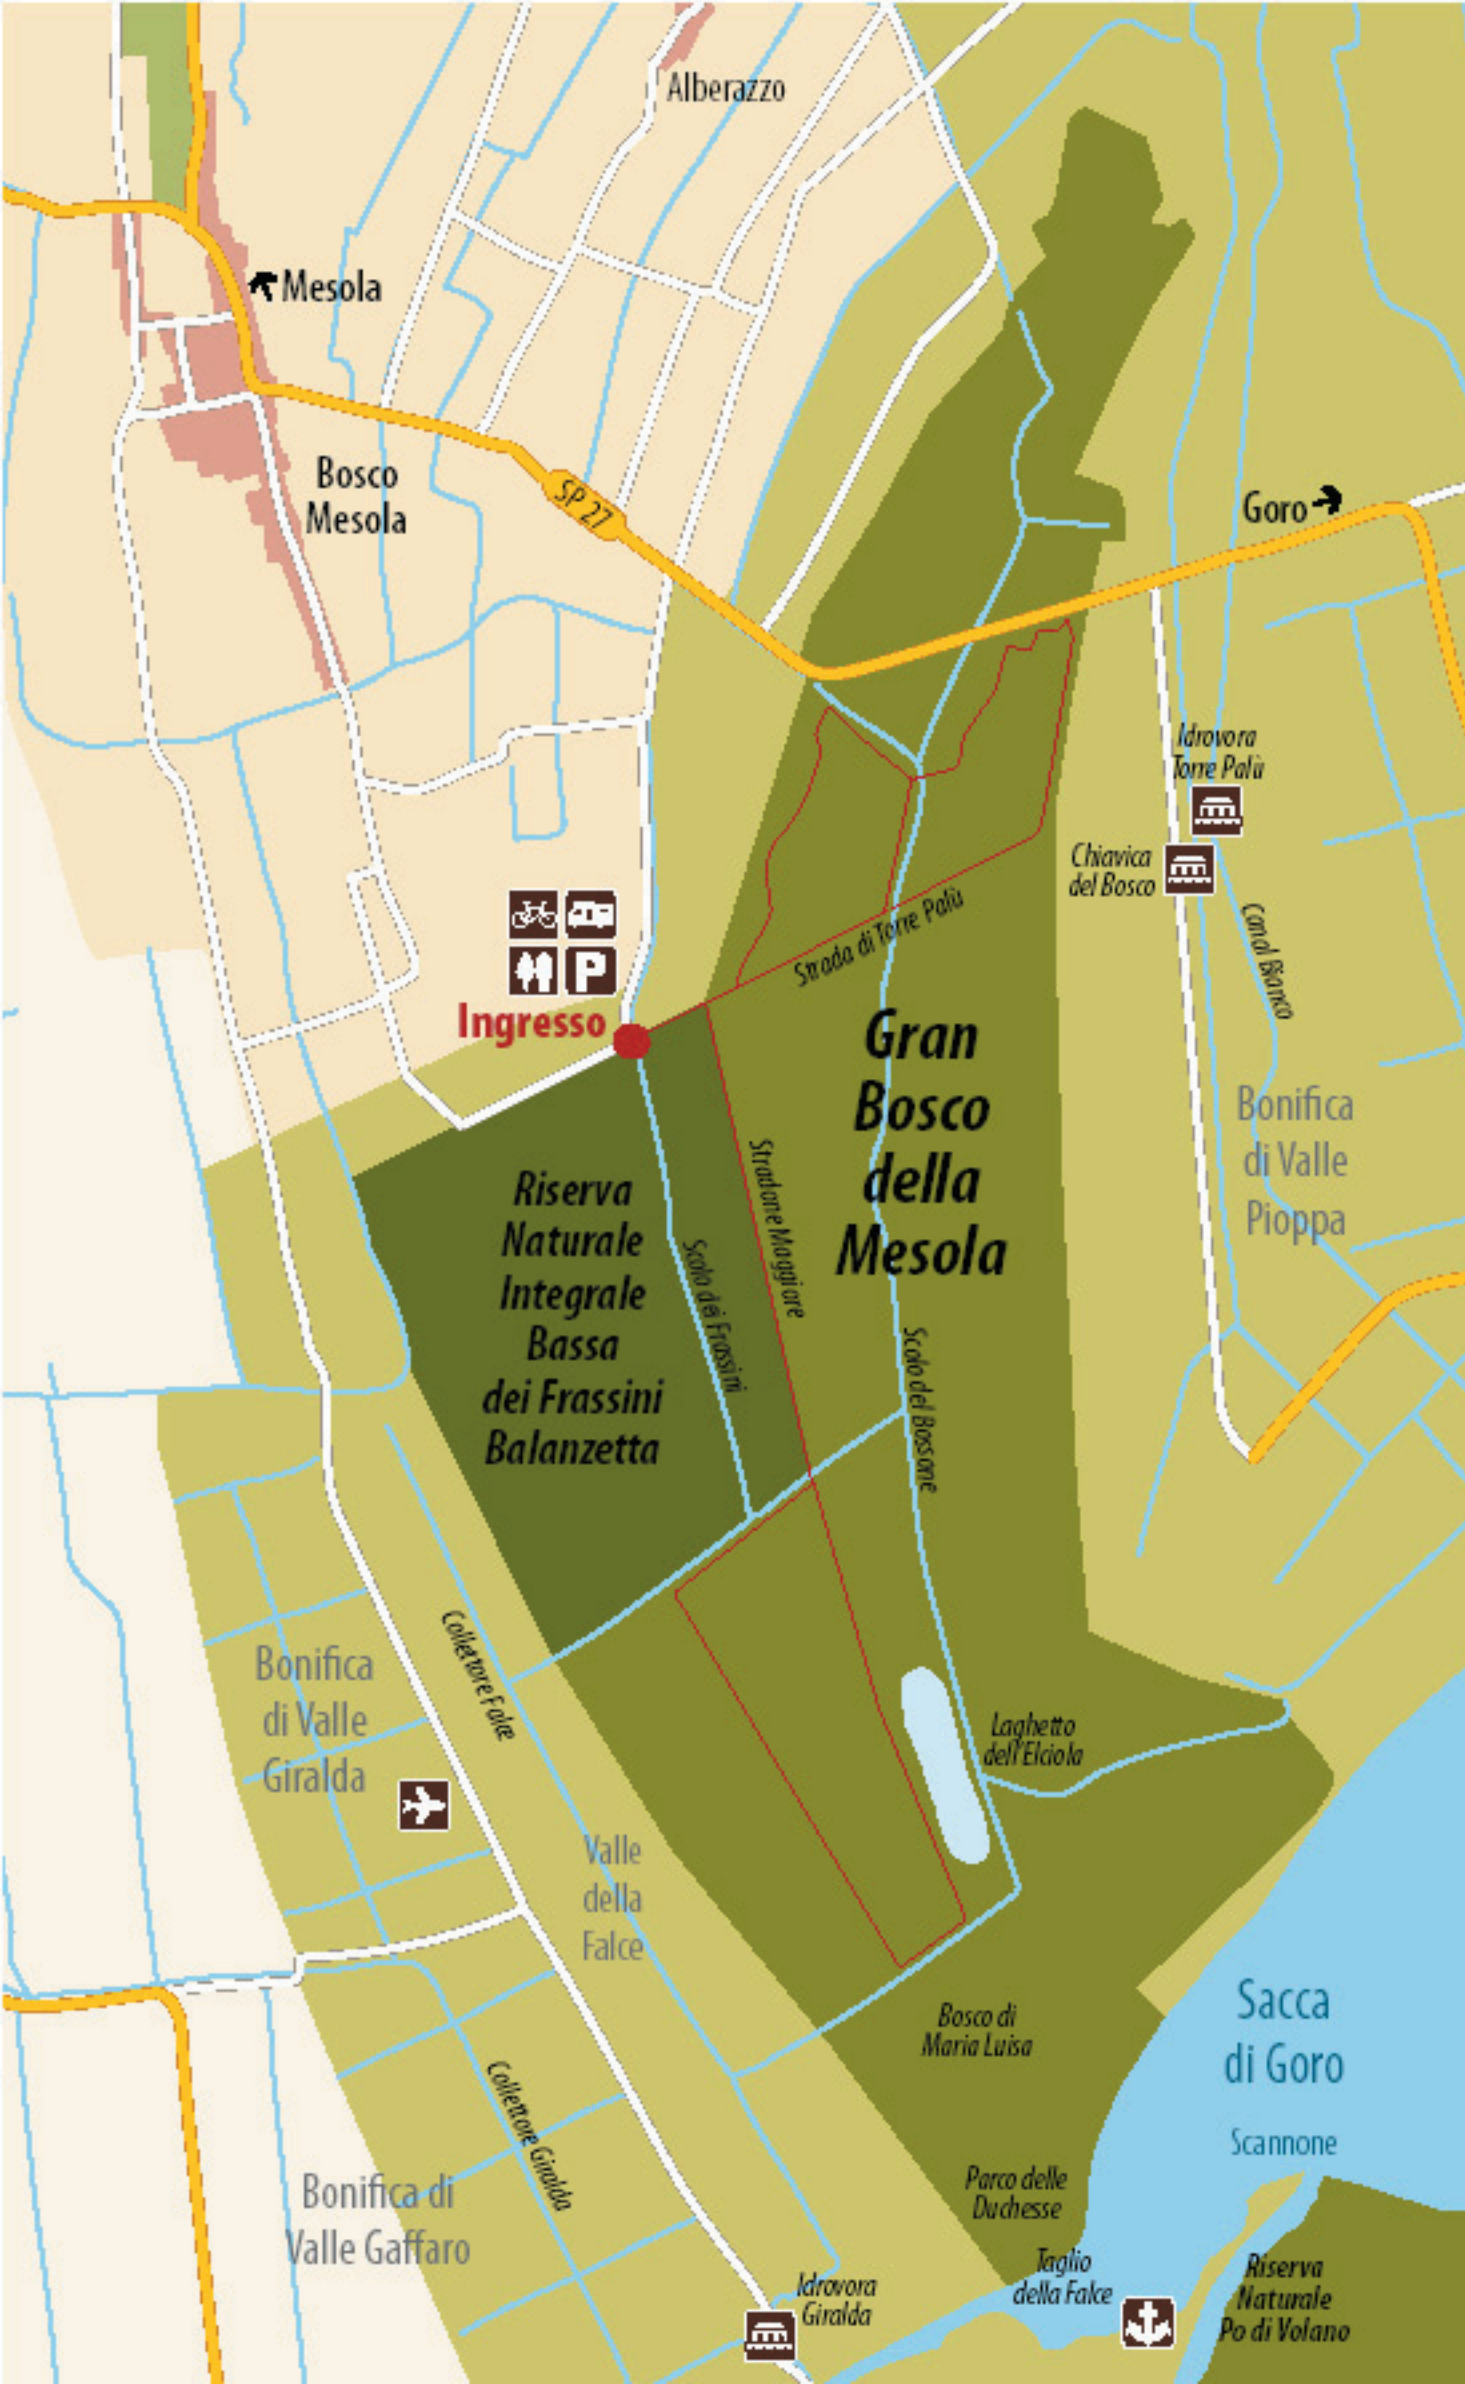 Alberazzo
Mesola
Bosco
Mesola
SP 27
Goro
Idrovora
Torre Palù
Chiavica
del Bosco
Canal Bianco
P
Ingresso
Strada di Torre Palù
Gran
Bosco
della
Mesola
Bonifica
di Valle
Pioppa
Riserva
Naturale
Integrale
Bassa
dei Frassini
Balanzetta
Scolo dei Frassini
Stradone Maggiore
Scolo del Bossone
Collettore Falce
Bonifica
di Valle
Giralda
Laghetto
dell'Elciola
Valle
della
Falce
Bosco di
Maria Luisa
Sacca
di Goro
Scannone
Collettore Giralda
Parco delle
Duchesse
Bonifica di
Valle Gaffaro
Taglio
della Falce
Idrovora
Giralda
Riserva
Naturale
Po di Volano